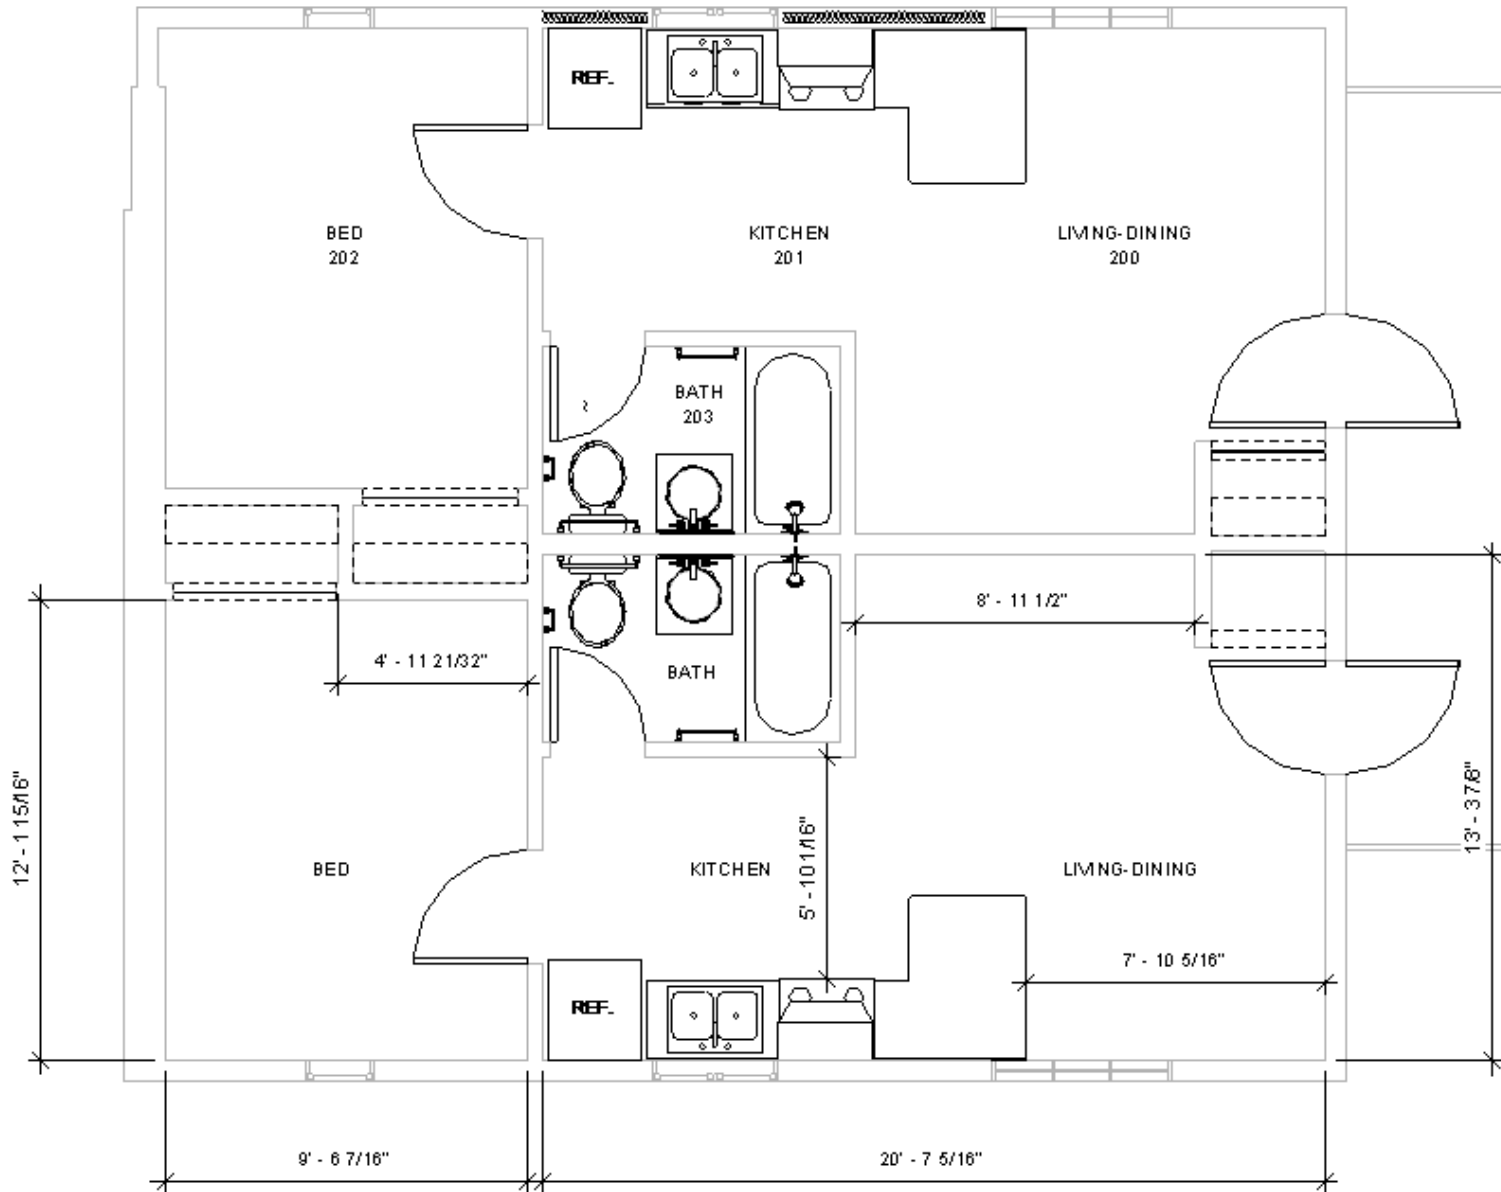 REF.
BED
202
KITCHEN
201
LIVING-DINING
200
BATH
203
8' - 11 1/2"
4' - 11 21/32"
BATH
12' - 1 15/16"
13' - 3 7/8"
5' - 10 1/16"
BED
KITCHEN
LIVING-DINING
7' - 10 5/16"
REF.
9' - 6 7/16"
20' - 7 5/16"